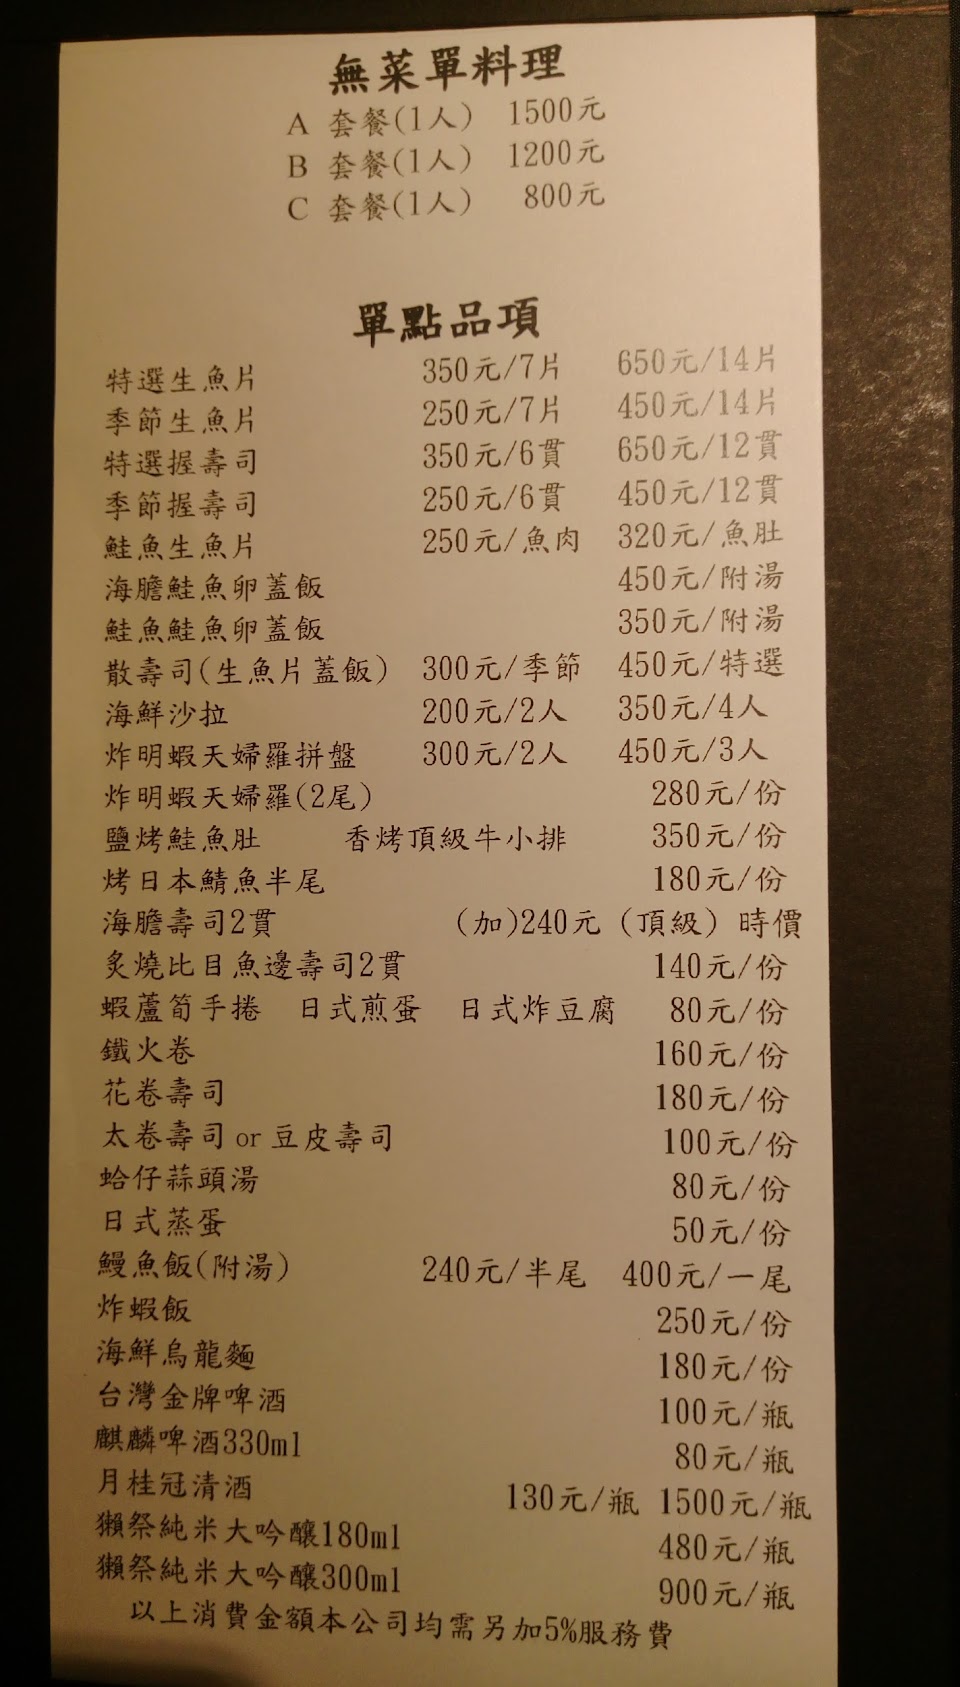 無菜單料理
A 套餐(1人) 1500元
B 套餐(1人) 1200元
C 套餐(1人) 800元
單點品項
特選生魚片 350元/7片 650元/14片
季節生魚片 250元/7片 450元/14片
特選握壽司 350元/6貫 650元/12貫
季節握壽司 250元/6貫 450元/12貫
鮭魚生魚片 250元/魚肉 320元/魚肚
海膽鮭魚卵蓋飯 450元/附湯
鮭魚鮭魚卵蓋飯 350元/附湯
散壽司(生魚片蓋飯) 300元/季節 450元/特選
海鮮沙拉 200元/2人 350元/4人
炸明蝦天婦羅拼盤 300元/2人 450元/3人
炸明蝦天婦羅(2尾) 280元/份
鹽烤鮭魚肚 香烤頂級牛小排 350元/份
烤日本鯖魚半尾 180元/份
海膽壽司2貫 (加)240元 (頂級) 時價
炙燒比目魚邊壽司2貫 140元/份
蝦蘆筍手捲 日式煎蛋 日式炸豆腐 80元/份
鐵火卷 160元/份
花卷壽司 180元/份
太卷壽司 or 豆皮壽司 100元/份
蛤仔蒜頭湯 80元/份
日式蒸蛋 50元/份
鰻魚飯(附湯) 240元/半尾 400元/一尾
炸蝦飯 250元/份
海鮮烏龍麵 180元/份
台灣金牌啤酒 100元/瓶
麒麟啤酒330ml 80元/瓶
月桂冠清酒 130元/瓶 1500元/瓶
獺祭純米大吟釀180ml 480元/瓶
獺祭純米大吟釀300ml 900元/瓶
以上消費金額本公司均需另加5%服務費